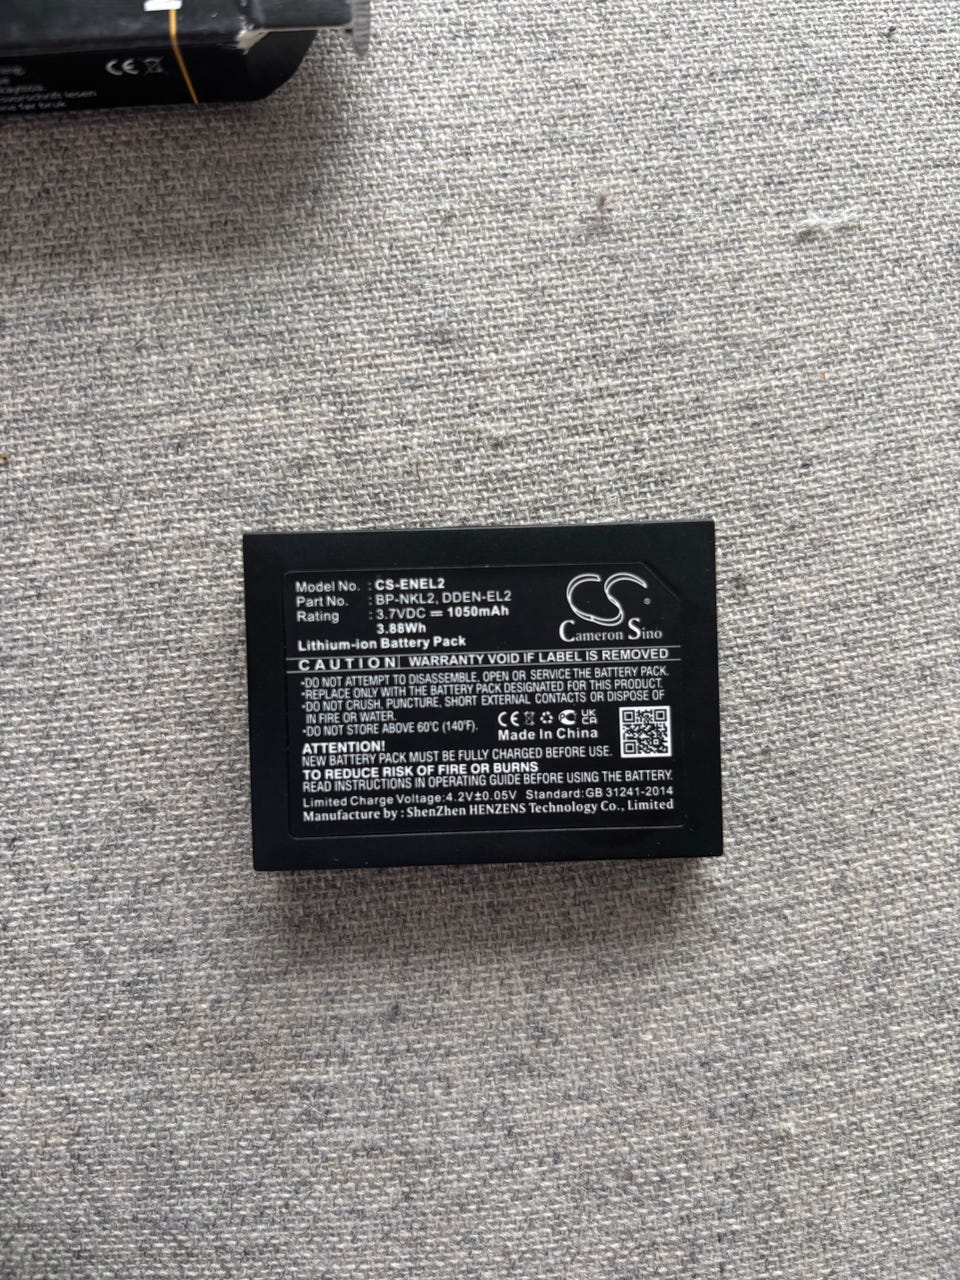 CE
Model No. : CS-ENEL2
Part No. : BP-NKL2, DDEN-EL2
Rating : 3.7VDC ⎓ 1050mAh
3.88Wh
Lithium-ion Battery Pack
CS ®
Cameron Sino
CAUTION WARRANTY VOID IF LABEL IS REMOVED
•DO NOT ATTEMPT TO DISASSEMBLE, OPEN OR SERVICE THE BATTERY PACK.
•REPLACE ONLY WITH THE BATTERY PACK DESIGNATED FOR THIS PRODUCT.
•DO NOT CRUSH, PUNCTURE, SHORT EXTERNAL CONTACTS OR DISPOSE OF
IN FIRE OR WATER.
•DO NOT STORE ABOVE 60℃ (140℉).
CE UK CA
Made In China
ATTENTION!
NEW BATTERY PACK MUST BE FULLY CHARGED BEFORE USE.
TO REDUCE RISK OF FIRE OR BURNS
READ INSTRUCTIONS IN OPERATING GUIDE BEFORE USING THE BATTERY.
Limited Charge Voltage:4.2V±0.05V Standard:GB 31241-2014
Manufacture by : ShenZhen HENZENS Technology Co., Limited